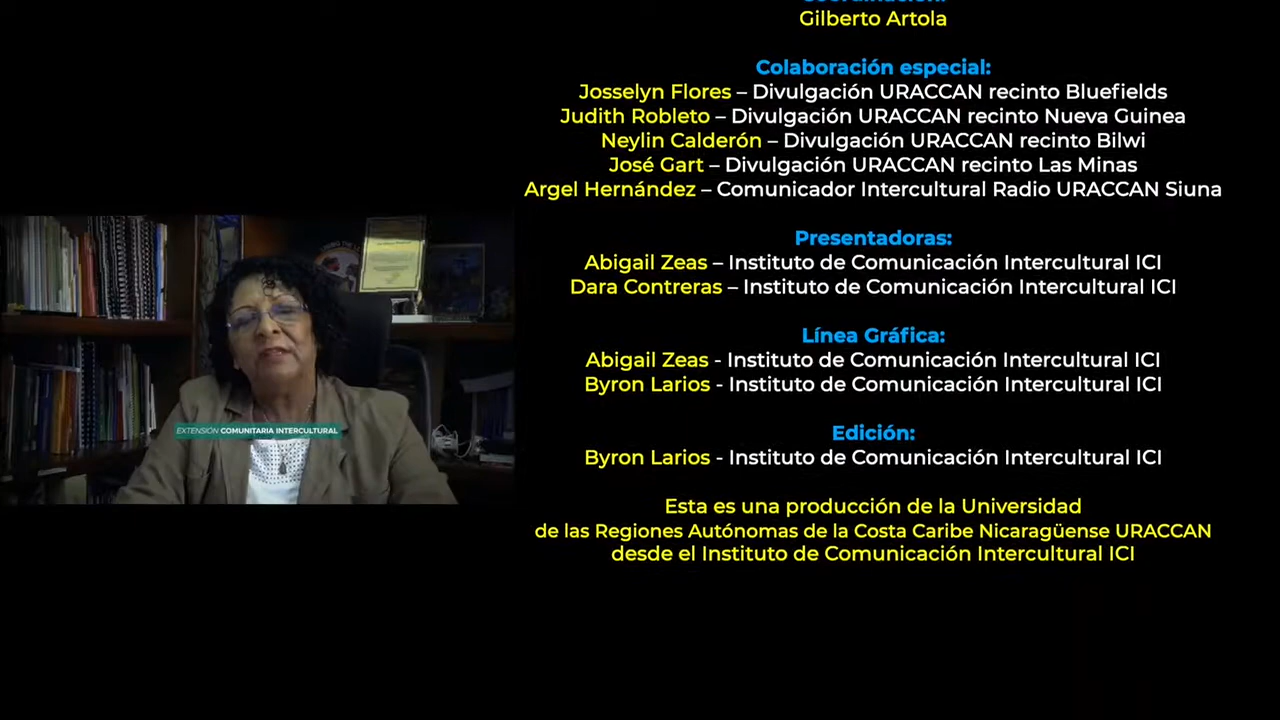 Coordinación:
Gilberto Artola
Colaboración especial:
Josselyn Flores – Divulgación URACCAN recinto Bluefields
Judith Robleto – Divulgación URACCAN recinto Nueva Guinea
Neylin Calderón – Divulgación URACCAN recinto Bilwi
José Gart – Divulgación URACCAN recinto Las Minas
Argel Hernández – Comunicador Intercultural Radio URACCAN Siuna
Presentadoras:
Abigail Zeas – Instituto de Comunicación Intercultural ICI
Dara Contreras – Instituto de Comunicación Intercultural ICI
Línea Gráfica:
Abigail Zeas - Instituto de Comunicación Intercultural ICI
Byron Larios - Instituto de Comunicación Intercultural ICI
Edición:
Byron Larios - Instituto de Comunicación Intercultural ICI
Esta es una producción de la Universidad
de las Regiones Autónomas de la Costa Caribe Nicaragüense URACCAN
desde el Instituto de Comunicación Intercultural ICI
EXTENSIÓN COMUNITARIA INTERCULTURAL